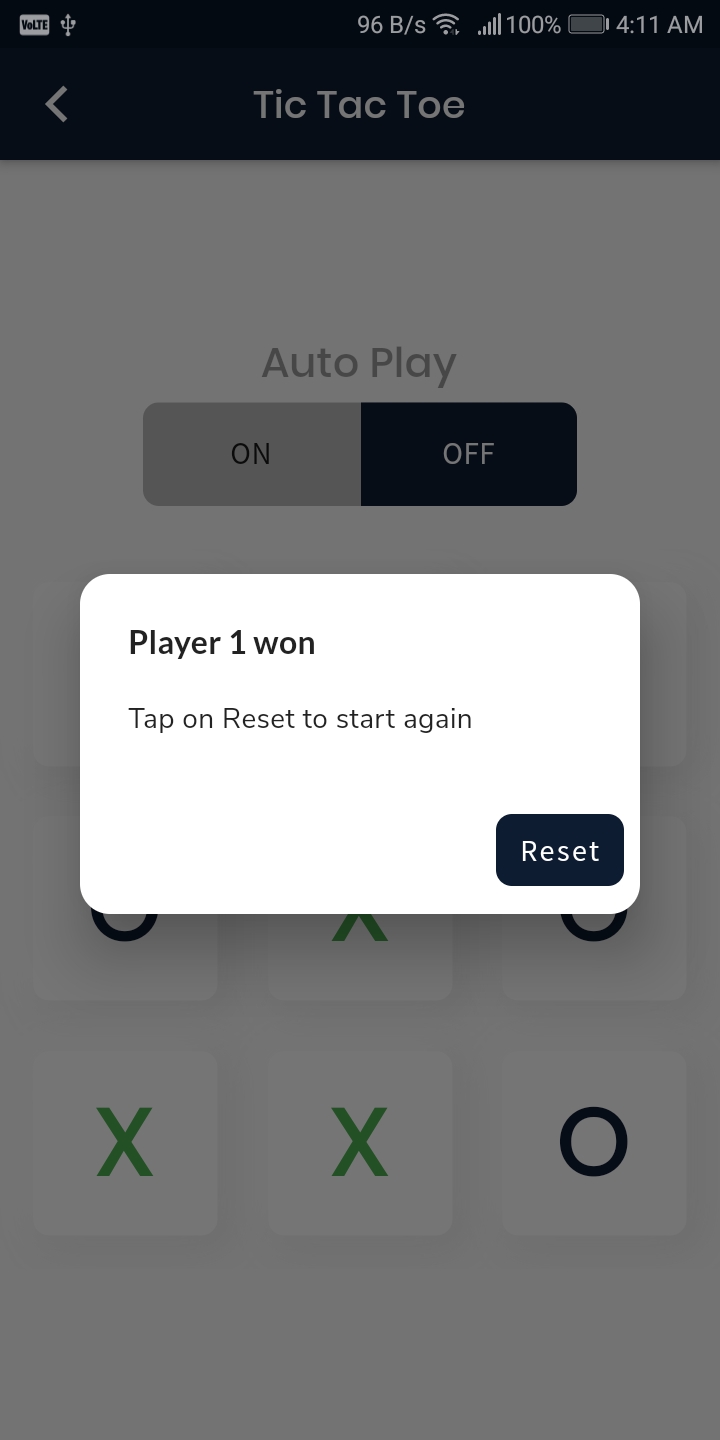 VoLTE 96 B/s 100% 4:11 AM
Tic Tac Toe
Auto Play
ON OFF
Player 1 won
Tap on Reset to start again
Reset
O X O
X X O